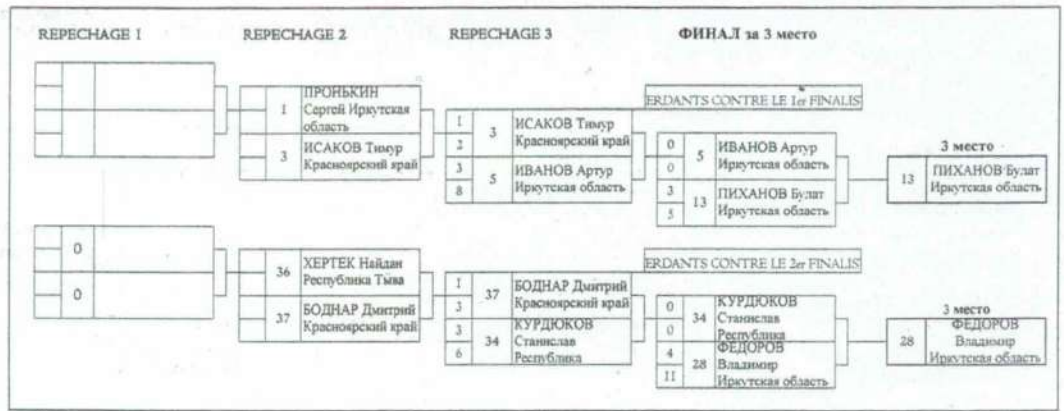 REPECHAGE 1 REPECHAGE 2 REPECHAGE 3 ФИНАЛ за 3 место
ERDANTS CONTRE LE 1er FINALIS
1 ПРОНЬКИН
Сергей Иркутская
область
3 ИСАКОВ Тимур
Красноярский край
1
2
3 ИСАКОВ Тимур
Красноярский край
3
8
5 ИВАНОВ Артур
Иркутская область
0
0
5 ИВАНОВ Артур
Иркутская область
3
5
13 ПИХАНОВ Булат
Иркутская область
3 место
13 ПИХАНОВ Булат
Иркутская область
0
0
ERDANTS CONTRE LE 2er FINALIS
36 ХЕРТЕК Найдан
Республика Тыва
37 БОДНАР Дмитрий
Красноярский край
1
3
37 БОДНАР Дмитрий
Красноярский край
3
6
34 КУРДЮКОВ
Станислав
Республика
0
0
34 КУРДЮКОВ
Станислав
Республика
4
11
28 ФЕДОРОВ
Владимир
Иркутская область
3 место
28 ФЕДОРОВ
Владимир
Иркутская область